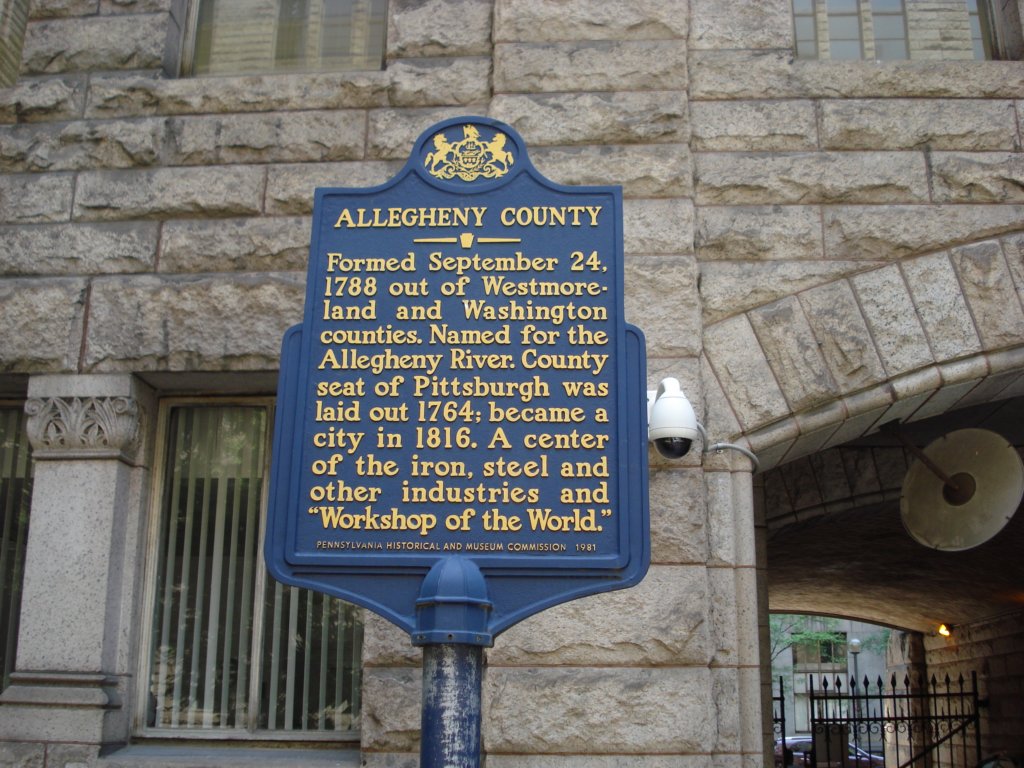 ALLEGHENY COUNTY
Formed September 24,
1788 out of Westmore-
land and Washington
counties. Named for the
Allegheny River. County
seat of Pittsburgh was
laid out 1764; became a
city in 1816. A center
of the iron, steel and
other industries and
"Workshop of the World."
PENNSYLVANIA HISTORICAL AND MUSEUM COMMISSION 1981